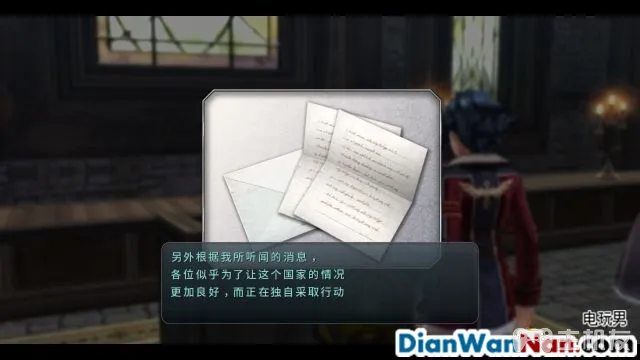 另外根据我所听闻的消息，
各位似乎为了让这个国家的情况
更加良好，而正在独自采取行动
电玩男
DianWanNan.com